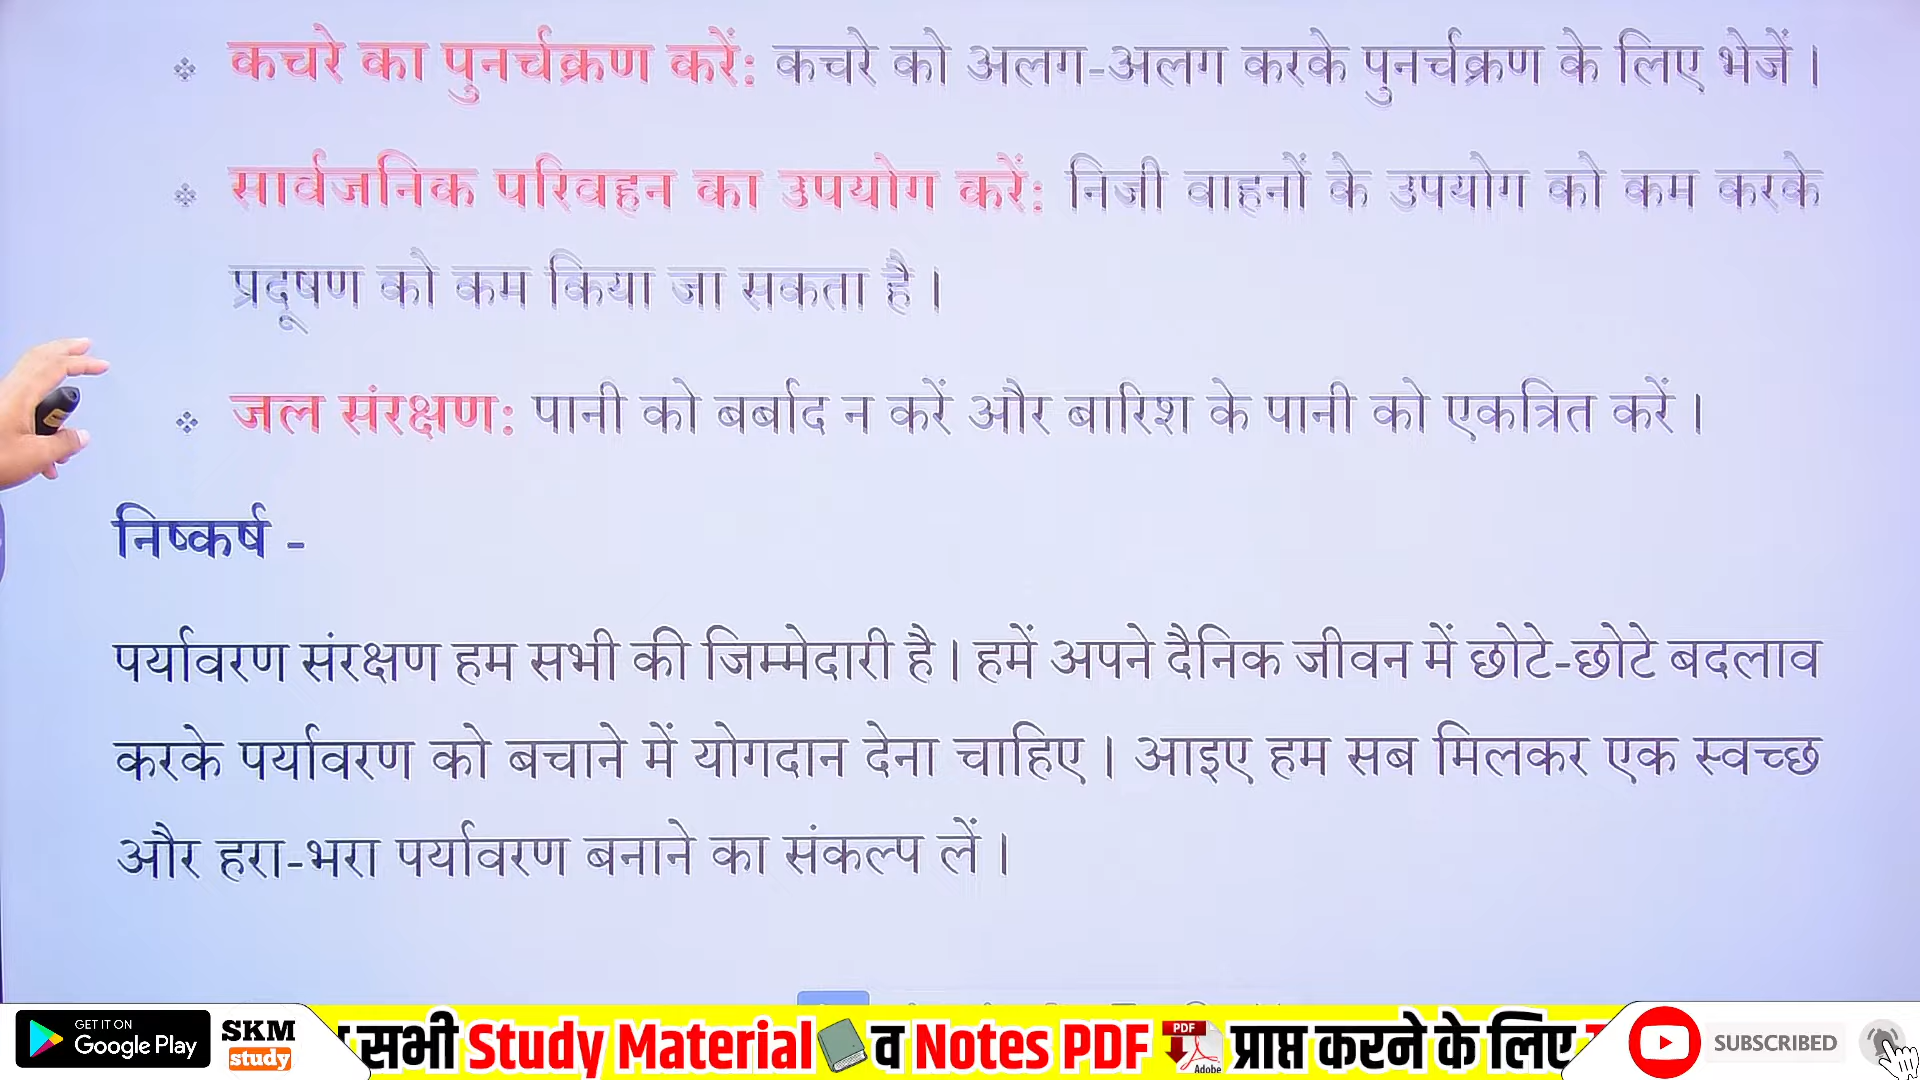 ❖ कचरे का पुनर्चक्रण करें: कचरे को अलग-अलग करके पुनर्चक्रण के लिए भेजें।
❖ सार्वजनिक परिवहन का उपयोग करें: निजी वाहनों के उपयोग को कम करके
प्रदूषण को कम किया जा सकता है।
❖ जल संरक्षण: पानी को बर्बाद न करें और बारिश के पानी को एकत्रित करें।
निष्कर्ष -
पर्यावरण संरक्षण हम सभी की जिम्मेदारी है। हमें अपने दैनिक जीवन में छोटे-छोटे बदलाव
करके पर्यावरण को बचाने में योगदान देना चाहिए। आइए हम सब मिलकर एक स्वच्छ
और हरा-भरा पर्यावरण बनाने का संकल्प लें।
GET IT ON
Google Play
SKM
study
सभी Study Material व Notes PDF PDF Adobe प्राप्त करने के लिए
SUBSCRIBED